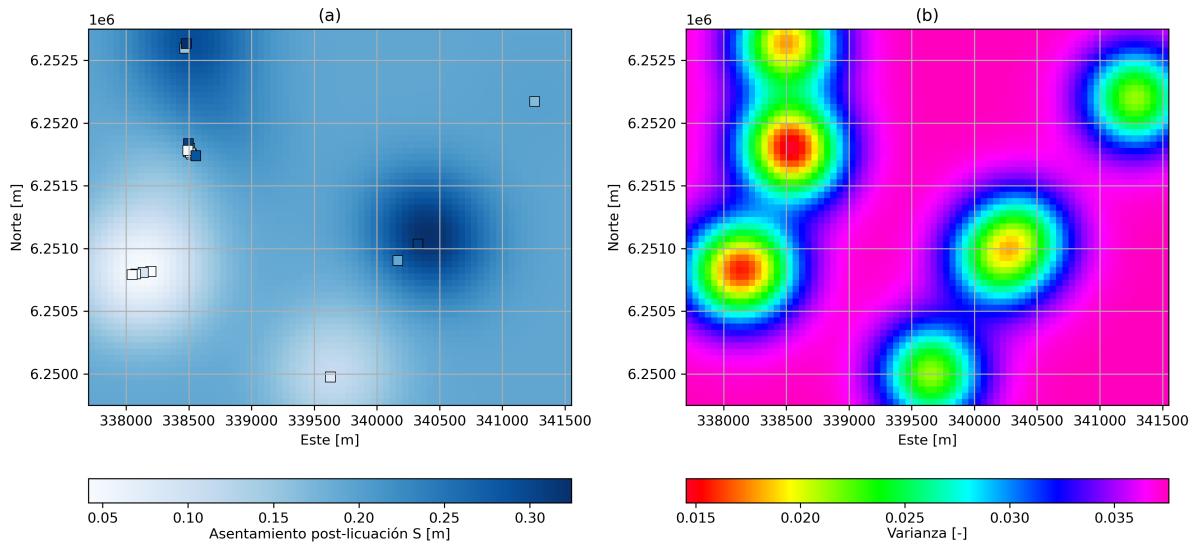 (a)
1e6
6.2525
6.2520
6.2515
6.2510
6.2505
6.2500
Norte [m]
338000 338500 339000 339500 340000 340500 341000 341500
Este [m]
0.05 0.10 0.15 0.20 0.25 0.30
Asentamiento post-licuación S [m]
(b)
1e6
6.2525
6.2520
6.2515
6.2510
6.2505
6.2500
Norte [m]
338000 338500 339000 339500 340000 340500 341000 341500
Este [m]
0.015 0.020 0.025 0.030 0.035
Varianza [-]